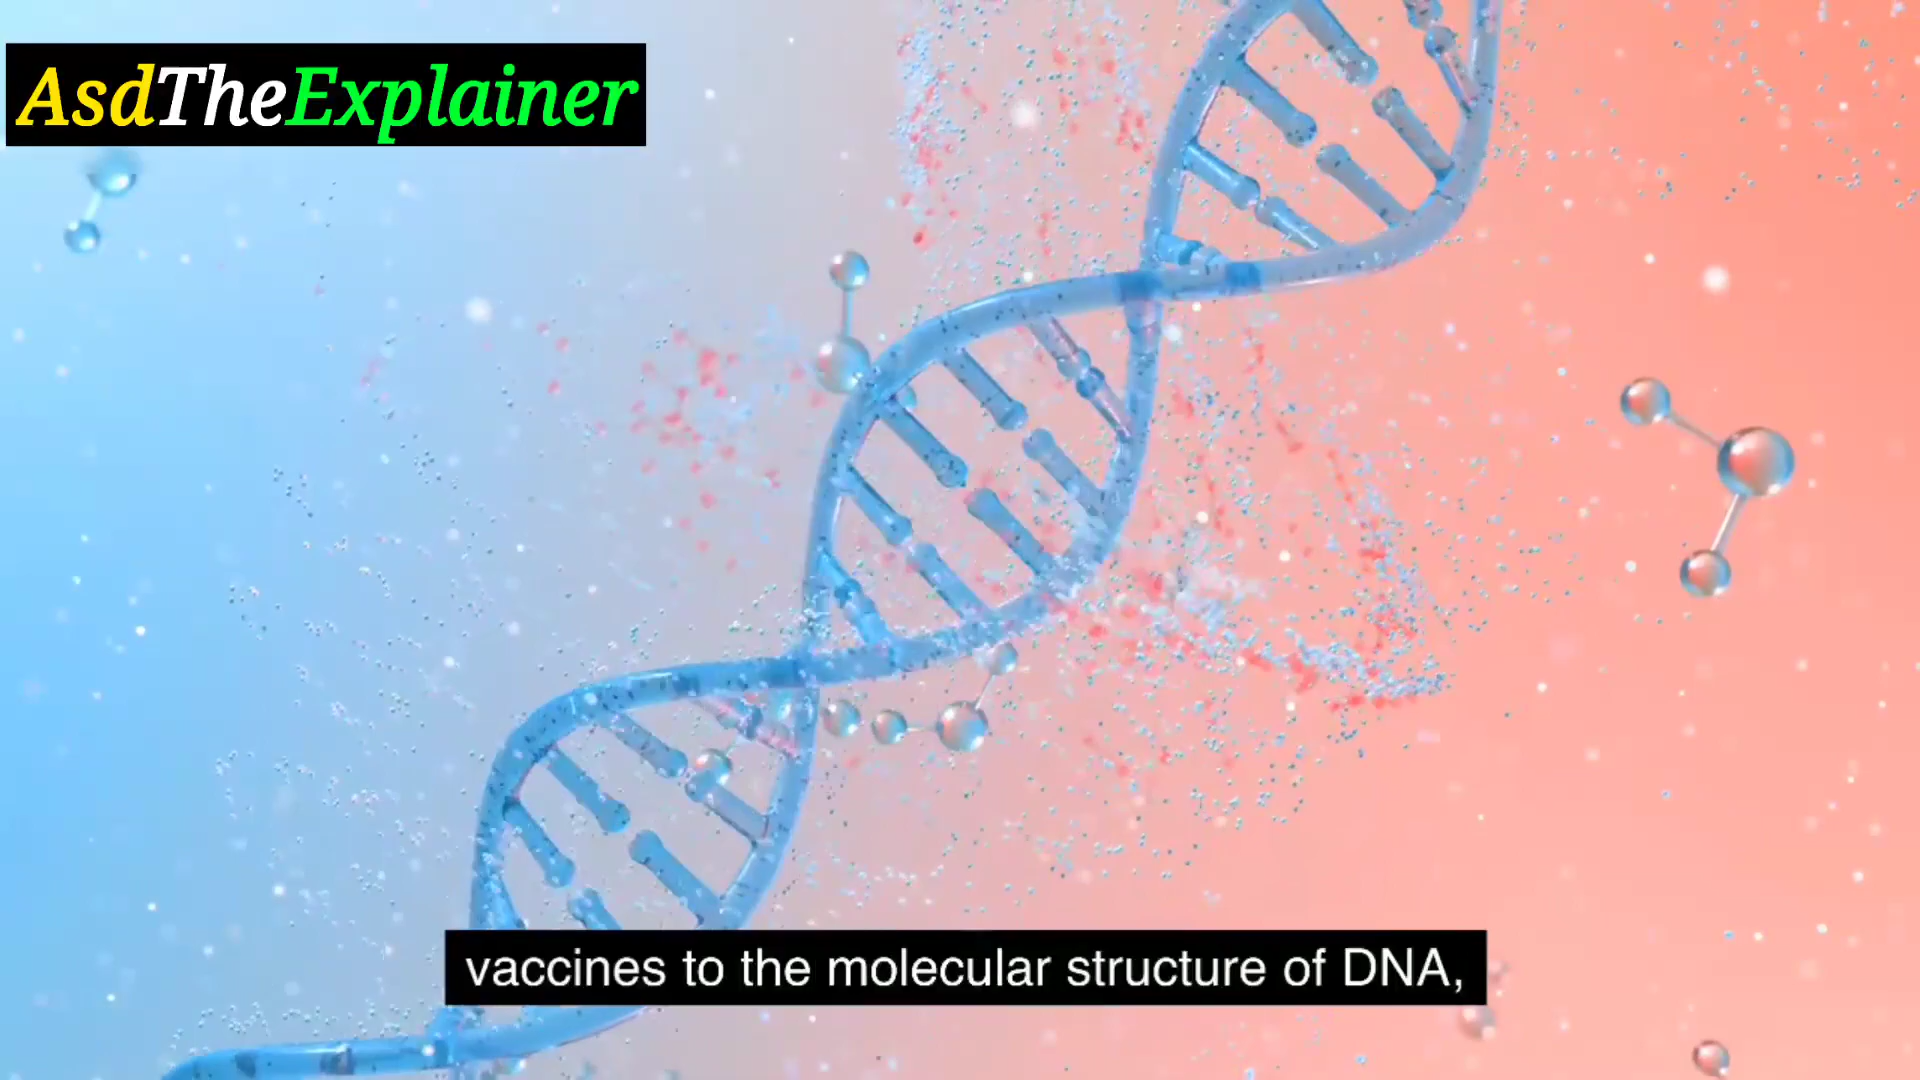 AsdTheExplainer
vaccines to the molecular structure of DNA,